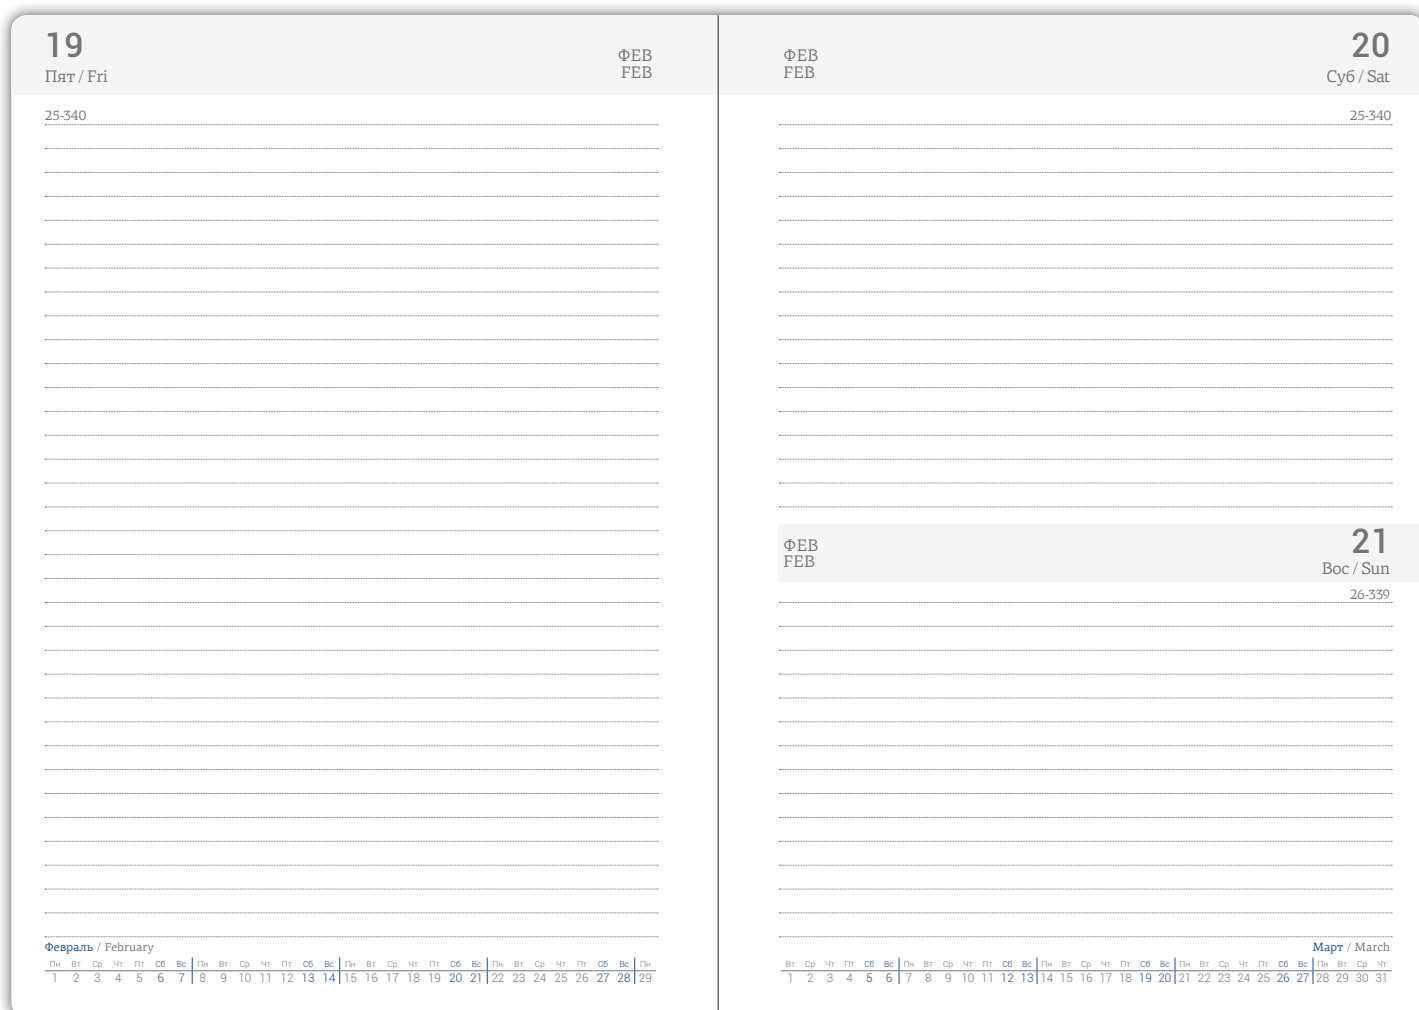 19
Пят / Fri
ФЕВ
FEB
25-340
Февраль / February
Пн Вт Ср Чт Пт Сб Вс Пн Вт Ср Чт Пт Сб Вс Пн Вт Ср Чт Пт Сб Вс Пн Вт Ср Чт Пт Сб Вс Пн
1 2 3 4 5 6 7 8 9 10 11 12 13 14 15 16 17 18 19 20 21 22 23 24 25 26 27 28 29
ФЕВ
FEB
20
Суб / Sat
25-340
ФЕВ
FEB
21
Вос / Sun
26-339
Март / March
Вт Ср Чт Пт Сб Вс Пн Вт Ср Чт Пт Сб Вс Пн Вт Ср Чт Пт Сб Вс Пн Вт Ср Чт Пт Сб Вс Пн Вт Ср Чт
1 2 3 4 5 6 7 8 9 10 11 12 13 14 15 16 17 18 19 20 21 22 23 24 25 26 27 28 29 30 31